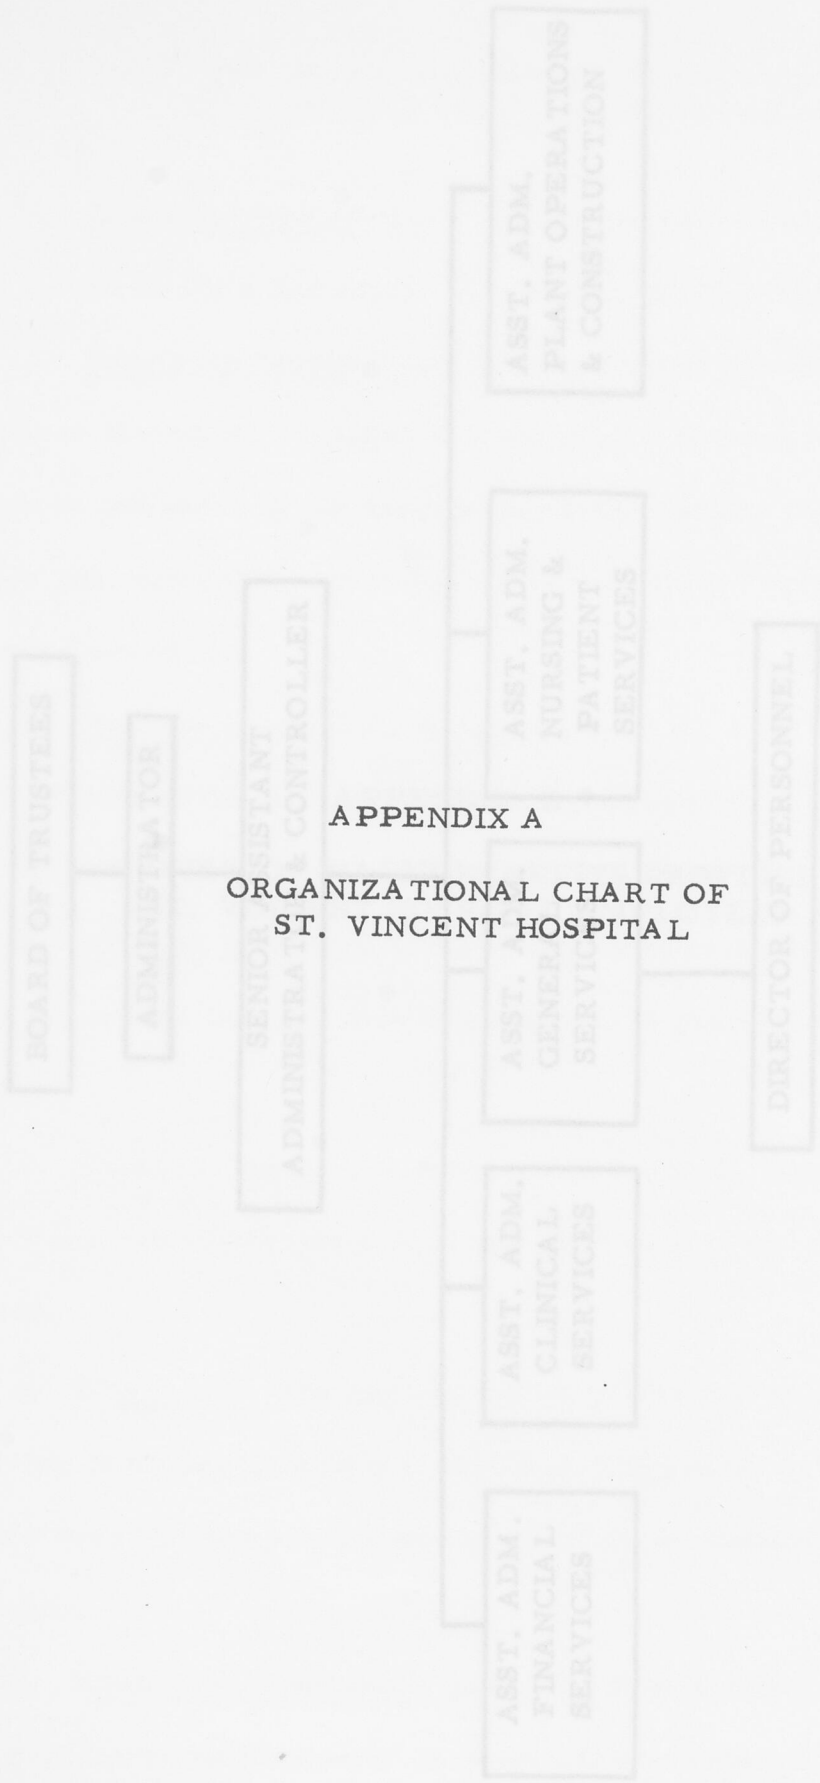 APPENDIX A
ORGANIZATIONAL CHART OF
ST. VINCENT HOSPITAL
BOARD OF TRUSTEES
ADMINISTRATOR
SENIOR ASSISTANT
ADMINISTRATOR & CONTROLLER
ASST. ADM.
FINANCIAL
SERVICES
ASST. ADM.
CLINICAL
SERVICES
ASST. ADM.
GENERAL
SERVICES
ASST. ADM.
NURSING &
PATIENT
SERVICES
ASST. ADM.
PLANT OPERATIONS
& CONSTRUCTION
DIRECTOR OF PERSONNEL